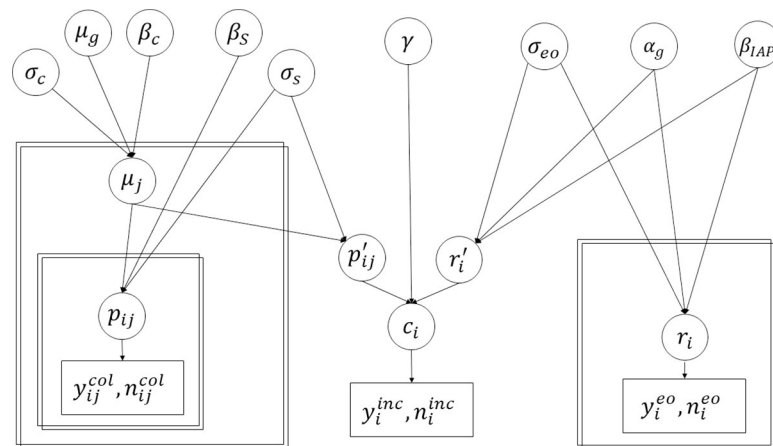 μ_g β_c β_S γ σ_eo α_g β_IAP
σ_c σ_s
μ_j
p'_ij r'_i
p_ij c_i r_i
y_ij^col, n_ij^col y_i^inc, n_i^inc y_i^eo, n_i^eo